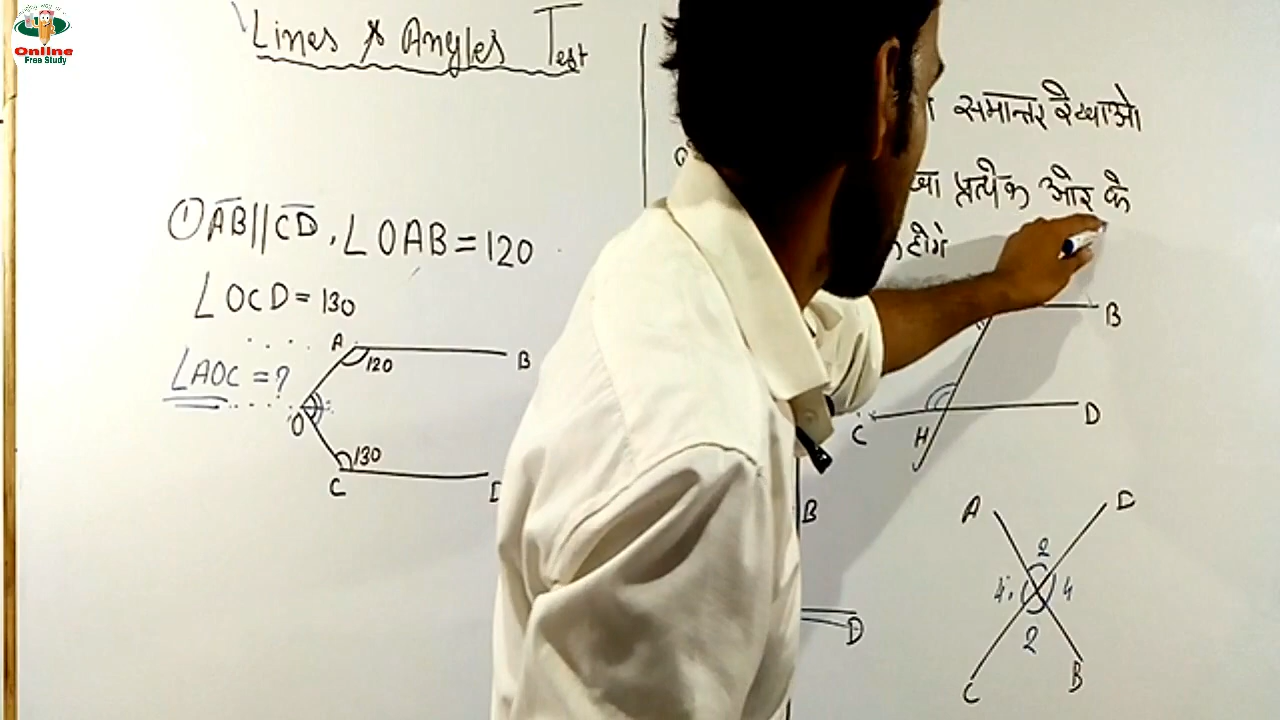 Online
Free Study
Lines & Angles Test
① AB||CD, ∠OAB = 120
∠OCD = 130
∠AOC = ?
A
120
B
O
130
C
समान्तर रेखाओ
प्रत्येक ओर के
होंगे
B
C
H
D
B
D
A
D
2
4
4
2
C
B